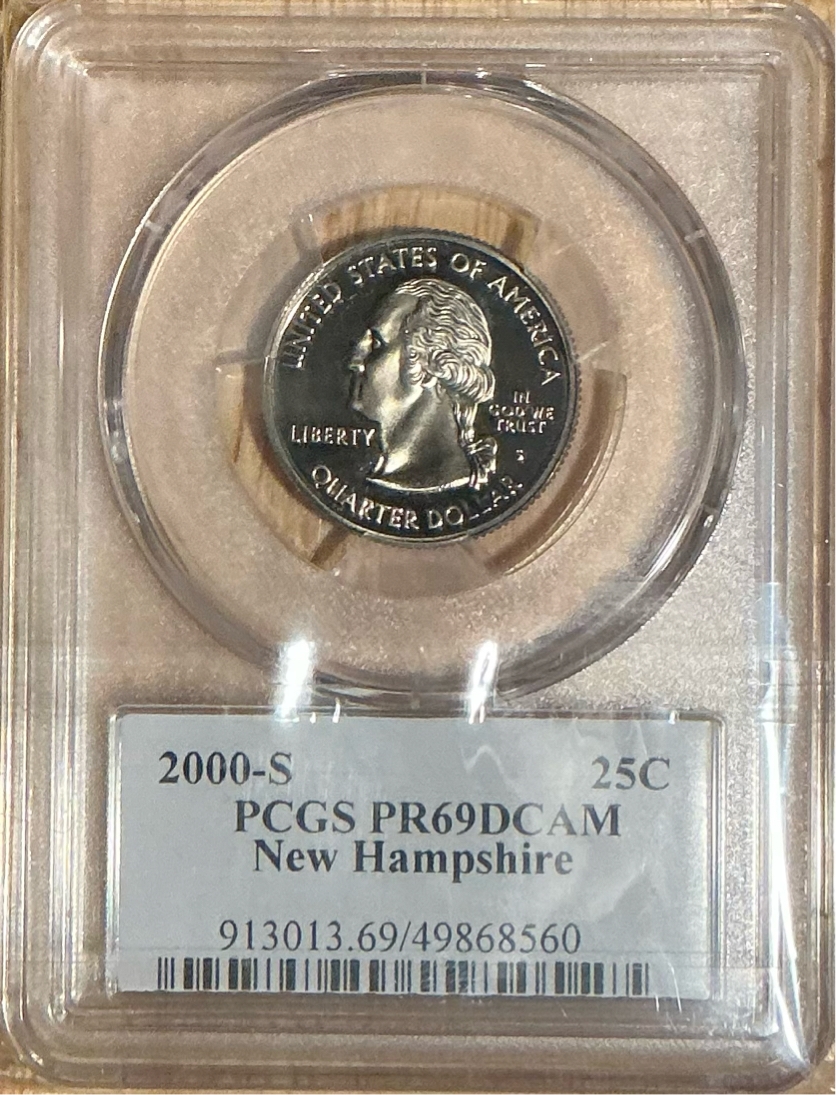 UNITED STATES OF AMERICA
IN
GOD WE
TRUST
LIBERTY
S
QUARTER DOLLAR
2000-S 25C
PCGS PR69DCAM
New Hampshire
913013.69/49868560